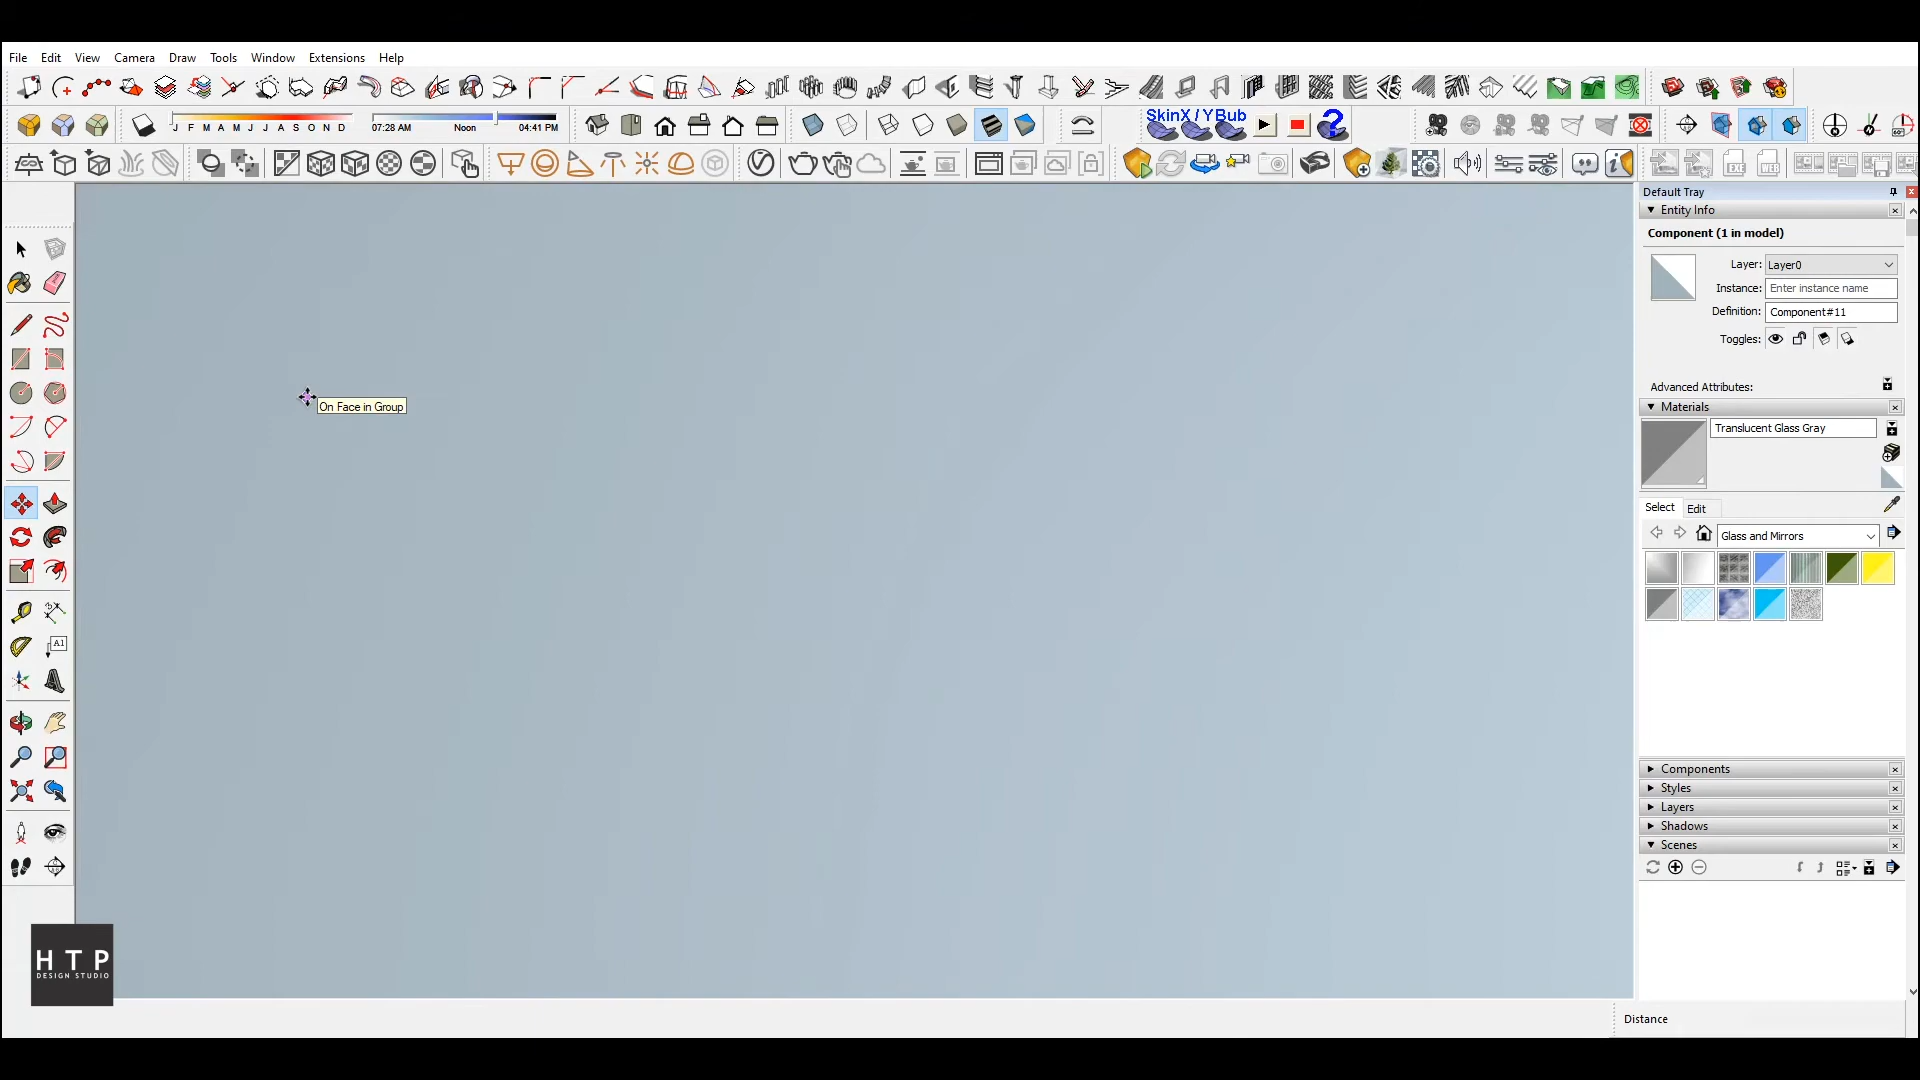 File Edit View Camera Draw Tools Window Extensions Help
J F M A M J J A S O N D
07:28 AM Noon 04:41 PM
SkinX / YBub
Default Tray
Entity Info
Component (1 in model)
Layer: Layer0
Instance: Enter instance name
Definition: Component#11
Toggles:
Advanced Attributes:
On Face in Group
Materials
Translucent Glass Gray
Select Edit
Glass and Mirrors
A1
Components
Styles
Layers
Shadows
Scenes
HTP
DESIGN STUDIO
Distance